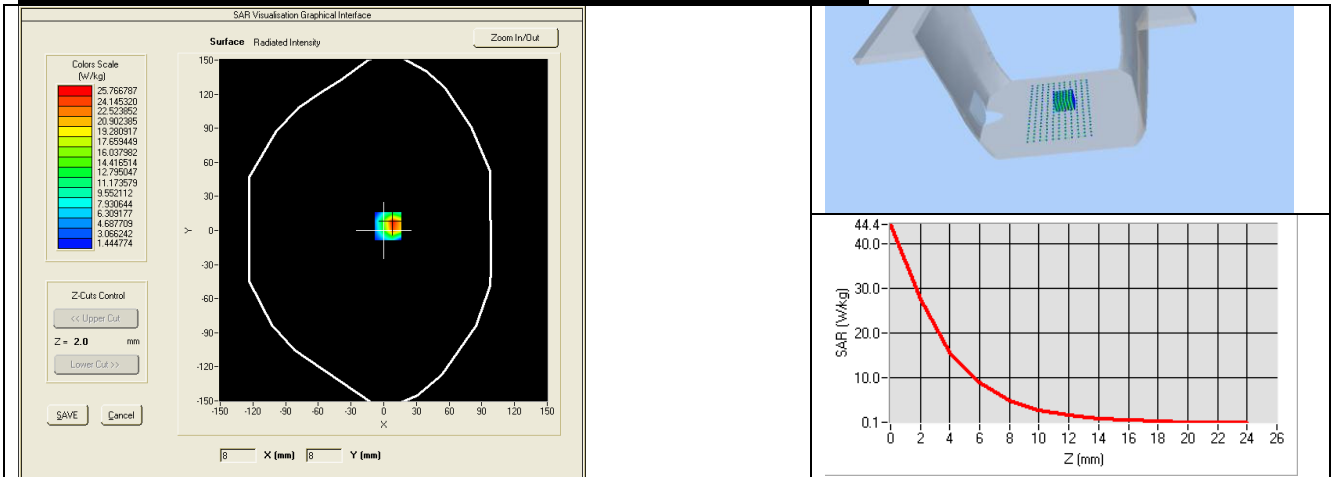 SAR Visualisation Graphical Interface
Surface Radiated Intensity
Zoom In/Out
Colors Scale
(W/kg)
25.766787
24.145320
22.523852
20.902385
19.280917
17.659449
16.037982
14.416514
12.795047
11.173579
9.552112
7.930644
6.309177
4.687709
3.066242
1.444774
Z-Cuts Control
<< Upper Cut
Z = 2.0 mm
Lower Cut >>
SAVE Cancel
150
120
90
60
30
0
-30
-60
-90
-120
-150
Y
-150 -120 -90 -60 -30 0 30 60 90 120 150
X
8 X (mm) 8 Y (mm)
44.4
40.0
30.0
20.0
10.0
0.1
SAR (W/kg)
0 2 4 6 8 10 12 14 16 18 20 22 24 26
Z (mm)